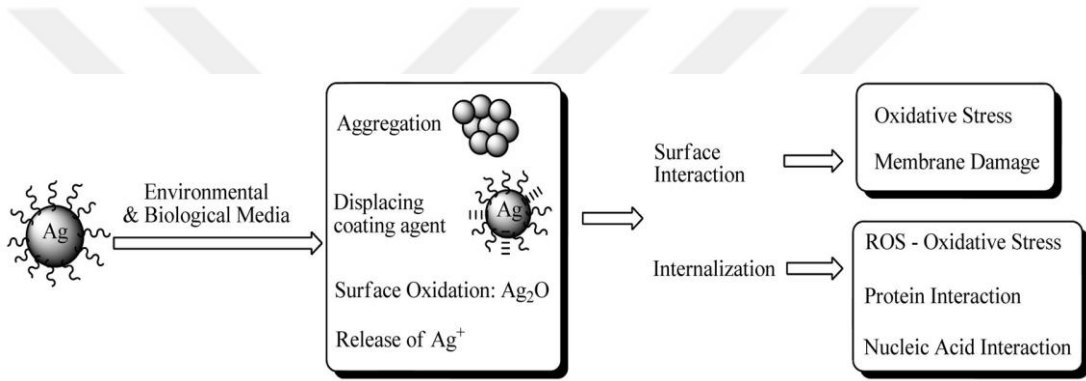 Ag
Environmental
& Biological Media
Aggregation
Displacing
coating agent
Ag
Surface Oxidation: Ag₂O
Release of Ag⁺
Surface
Interaction
Internalization
Oxidative Stress
Membrane Damage
ROS - Oxidative Stress
Protein Interaction
Nucleic Acid Interaction